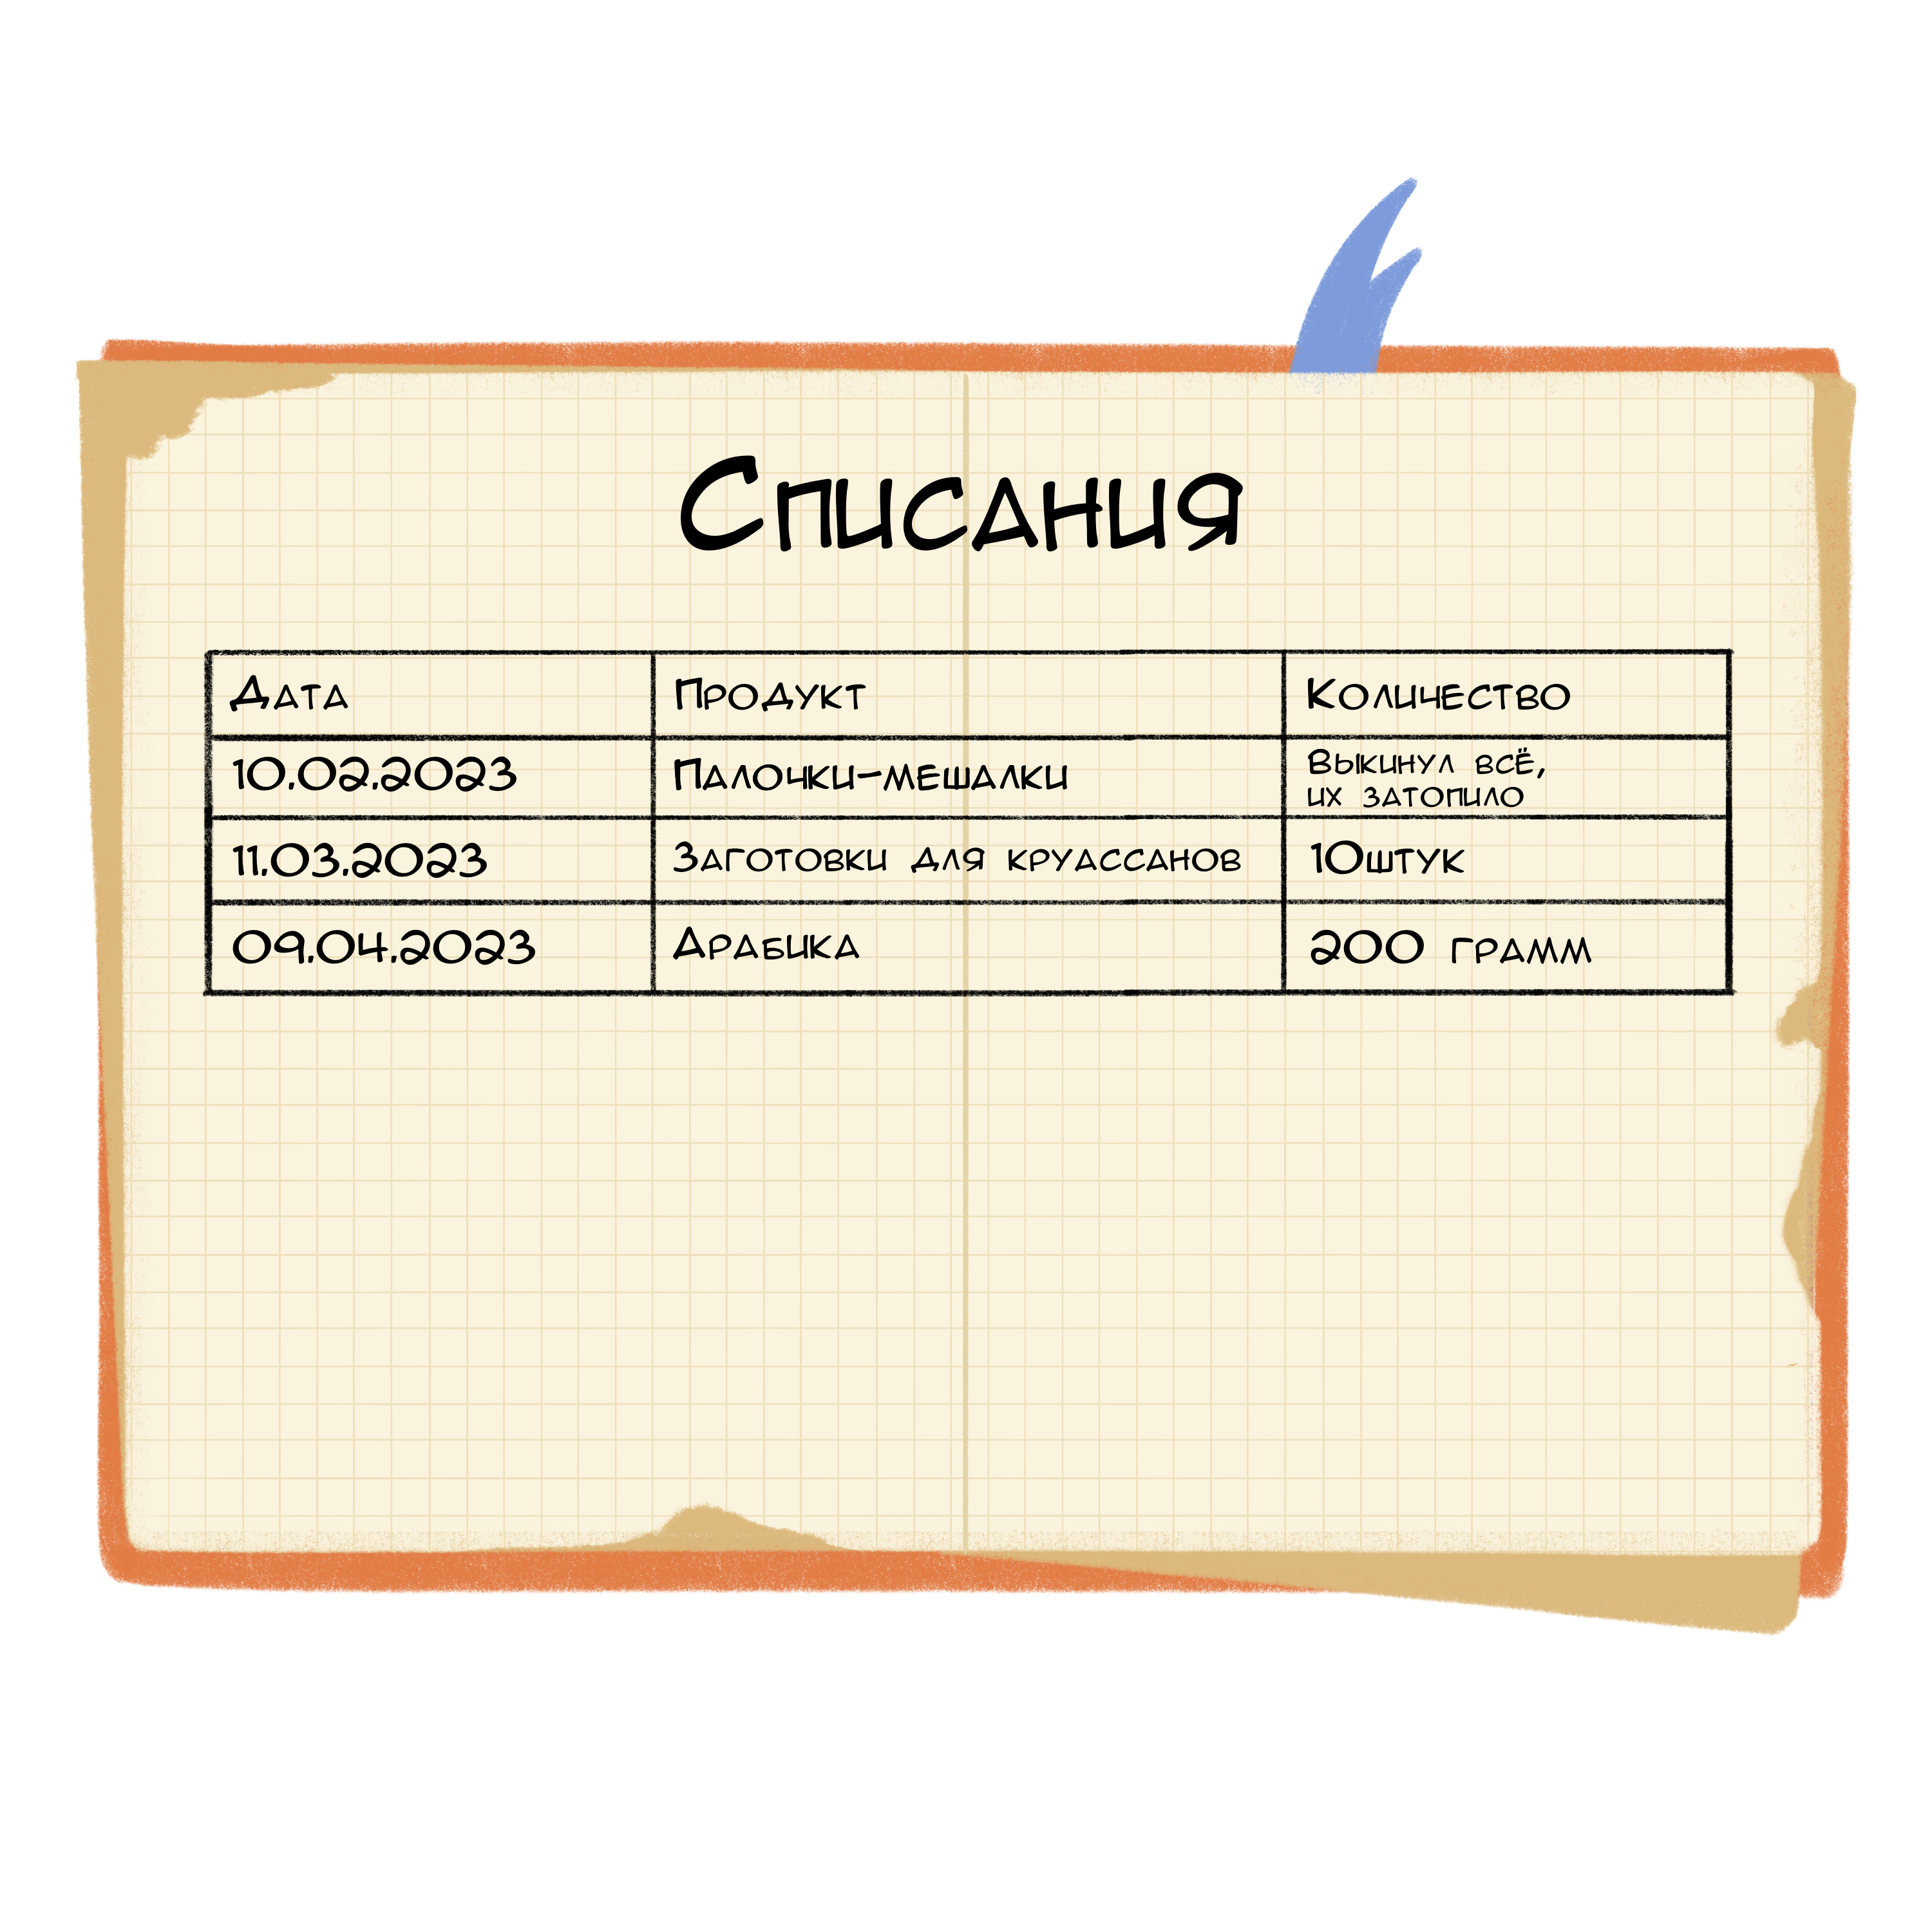 Списания
Дата Продукт Количество
10.02.2023 Палочки-мешалки Выкинул всё,
их затопило
11.03.2023 Заготовки для круассанов 10штук
09.04.2023 Арабика 200 грамм